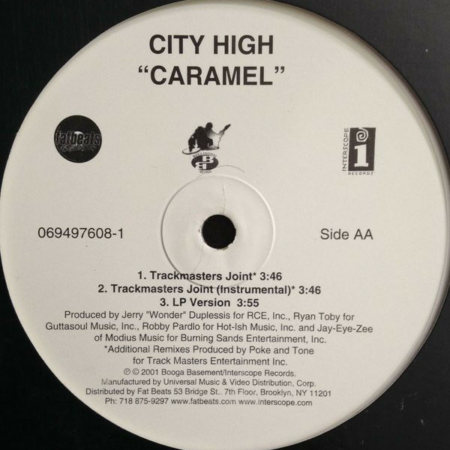 CITY HIGH
“CARAMEL”
fatbeats
INTERSCOPE
RECORDS
069497608-1
Side AA
1. Trackmasters Joint* 3:46
2. Trackmasters Joint (Instrumental)* 3:46
3. LP Version 3:55
Produced by Jerry "Wonder" Duplessis for RCE, Inc., Ryan Toby for
Guttasoul Music, Inc., Robby Pardlo for Hot-Ish Music, Inc. and Jay-Eye-Zee
of Modius Music for Burning Sands Entertainment, Inc.
*Additional Remixes Produced by Poke and Tone
for Track Masters Entertainment Inc.
℗ © 2001 Booga Basement/Interscope Records.
Manufactured by Universal Music & Video Distribution, Corp.
Distributed by Fat Beats 53 Bridge St., 7th Floor, Brooklyn, NY 11201
Ph: 718 875-9297 www.fatbeats.com www.interscope.com